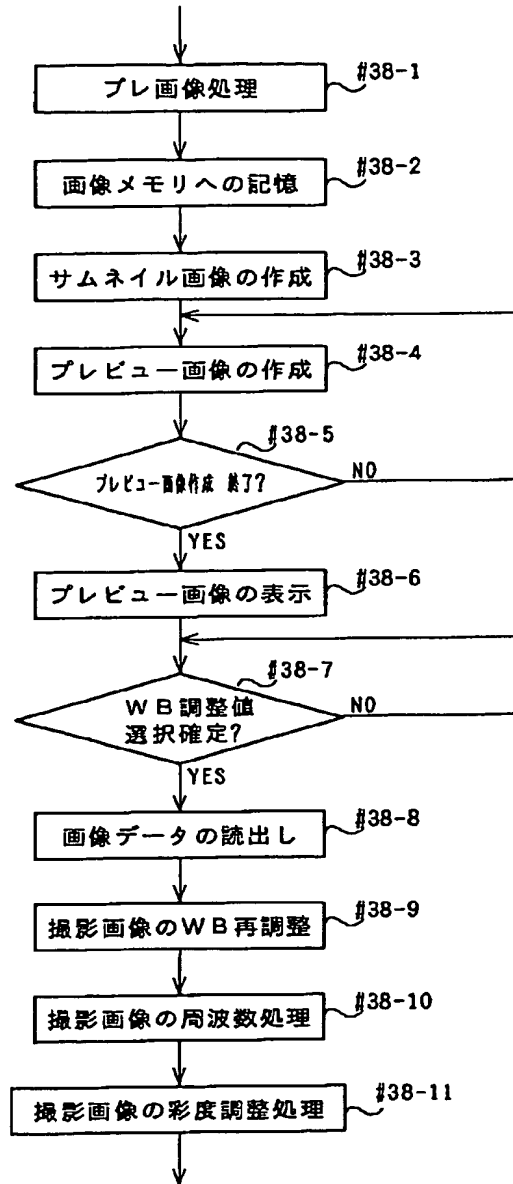 #38-1
プレ画像処理
#38-2
画像メモリへの記憶
#38-3
サムネイル画像の作成
#38-4
プレビュー画像の作成
#38-5
プレビュー画像作成 終了?
NO
YES
#38-6
プレビュー画像の表示
#38-7
WB調整値
選択確定?
NO
YES
#38-8
画像データの読出し
#38-9
撮影画像のWB再調整
#38-10
撮影画像の周波数処理
#38-11
撮影画像の彩度調整処理